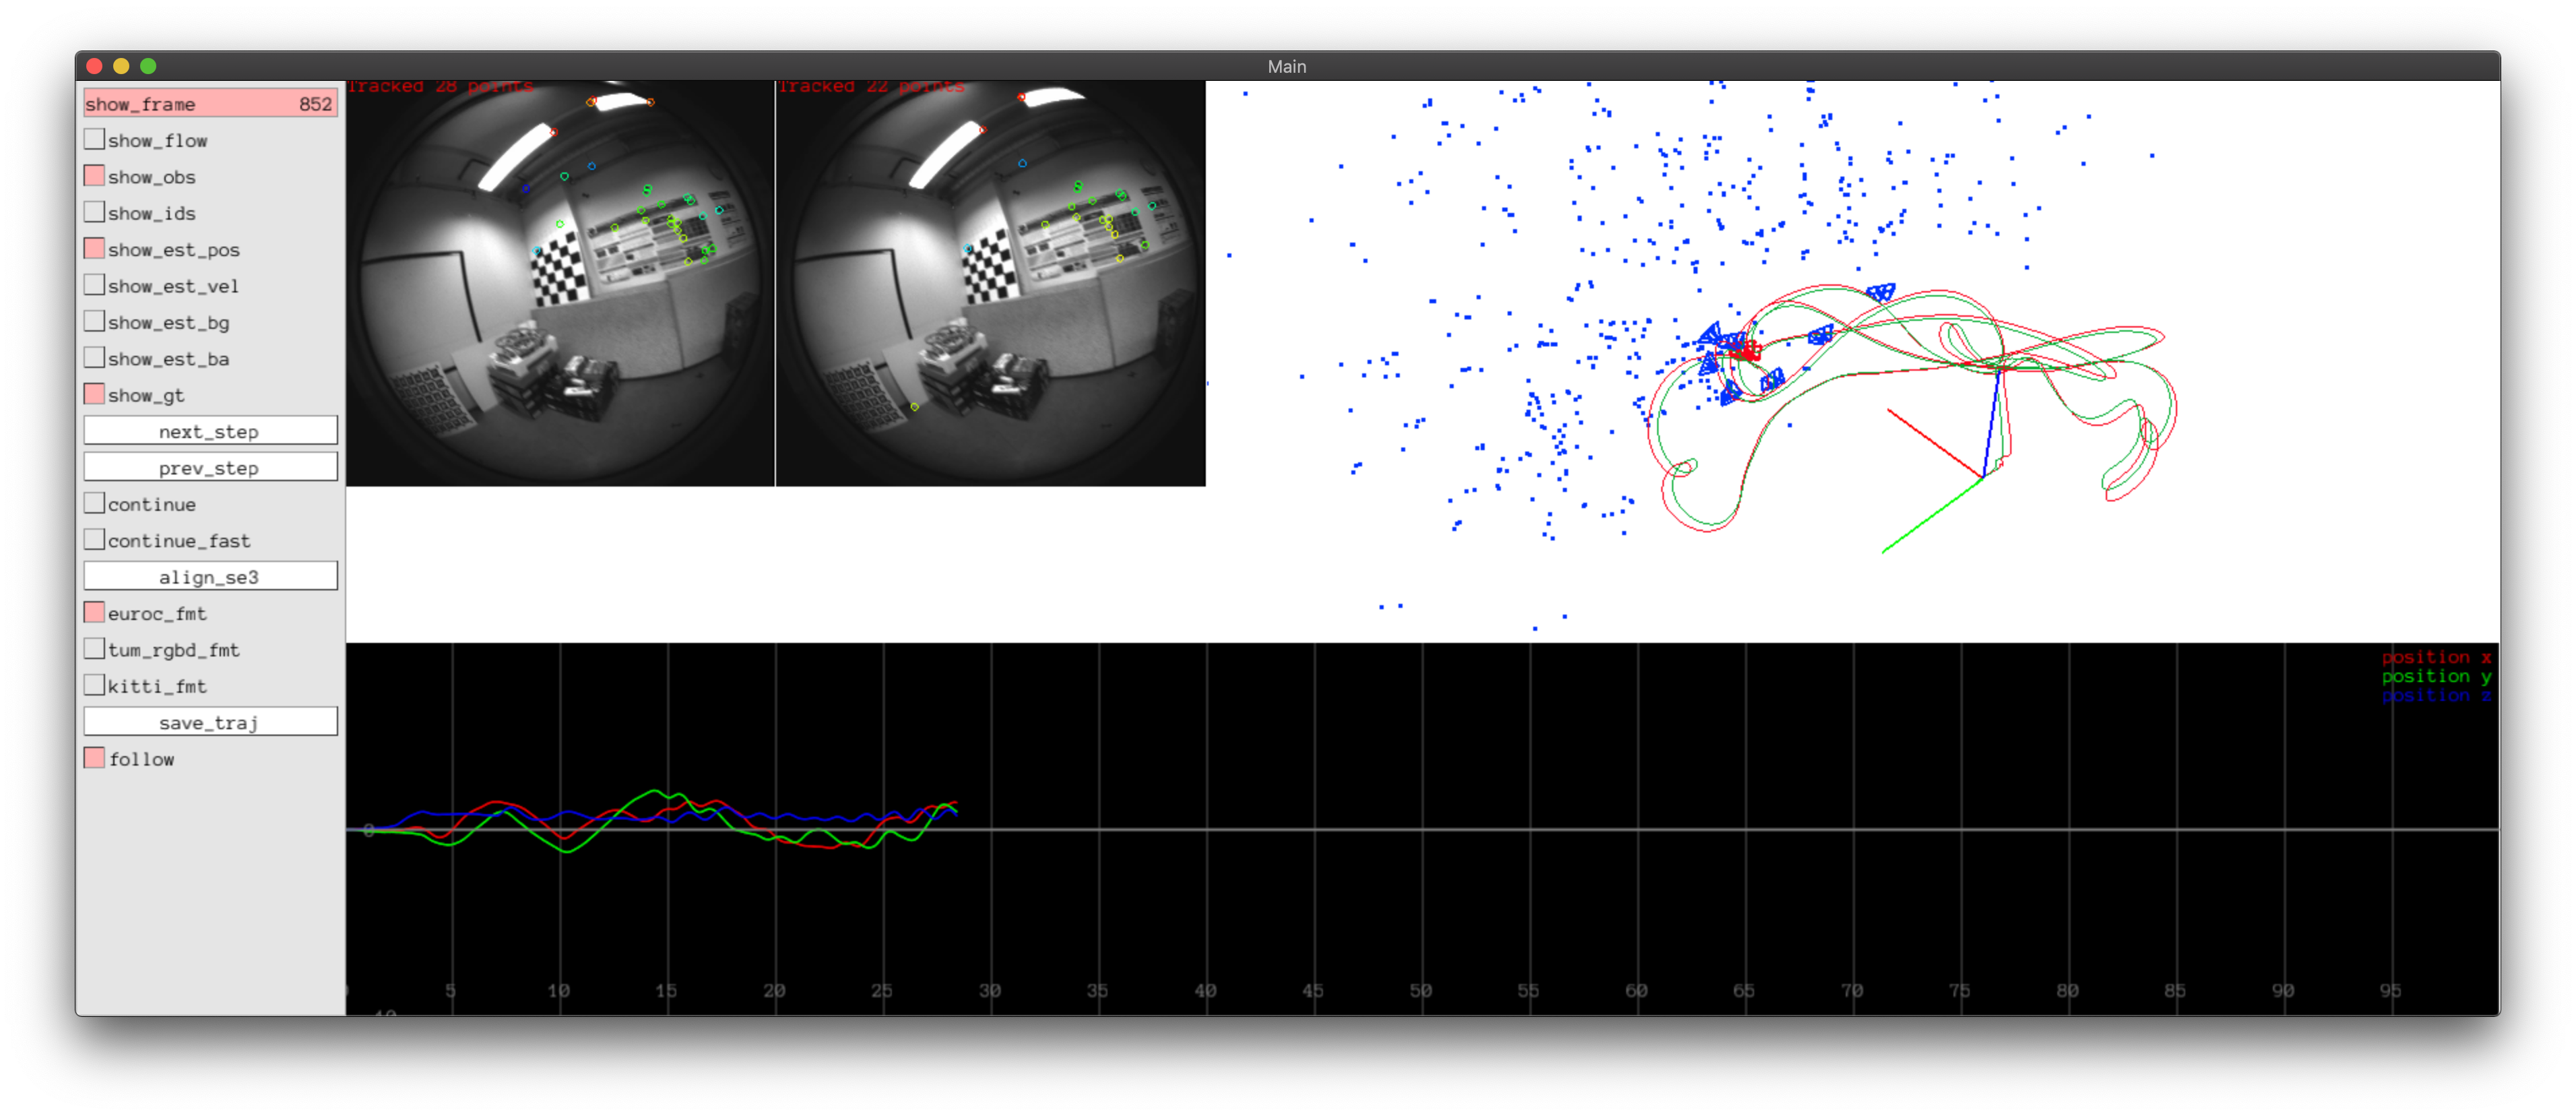 Main
show_frame 852
show_flow
show_obs
show_ids
show_est_pos
show_est_vel
show_est_bg
show_est_ba
show_gt
next_step
prev_step
continue
continue_fast
align_se3
euroc_fmt
tum_rgbd_fmt
kitti_fmt
save_traj
follow
Tracked 28 points
Tracked 22 points
position x
position y
position z
0
5 10 15 20 25 30 35 40 45 50 55 60 65 70 75 80 85 90 95